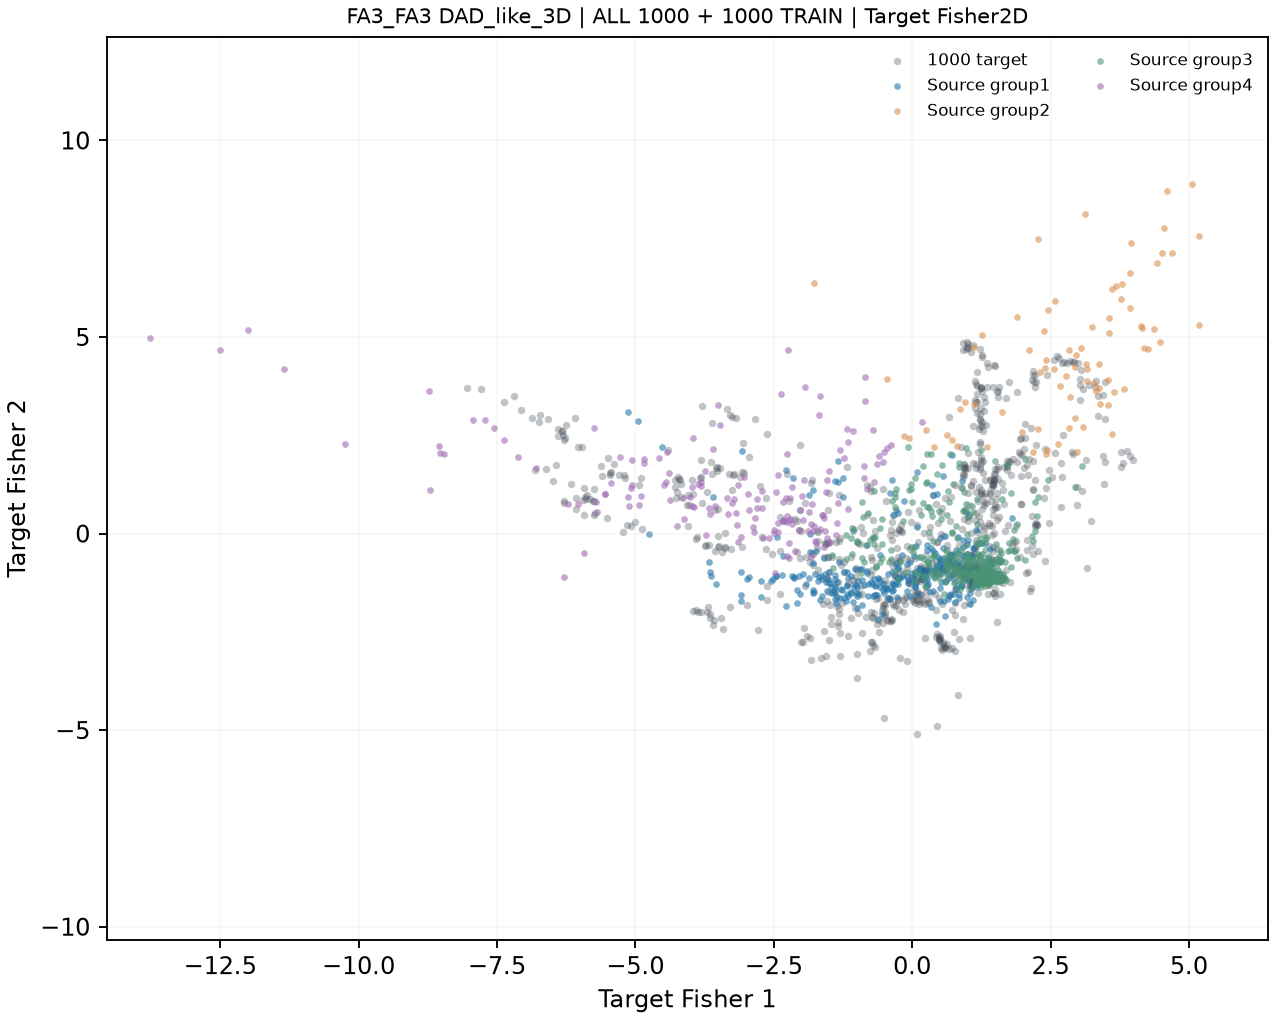 FA3_FA3 DAD_like_3D | ALL 1000 + 1000 TRAIN | Target Fisher2D
1000 target
Source group1
Source group2
Source group3
Source group4
Target Fisher 2
10
5
0
−5
−10
−12.5
−10.0
−7.5
−5.0
−2.5
0.0
2.5
5.0
Target Fisher 1